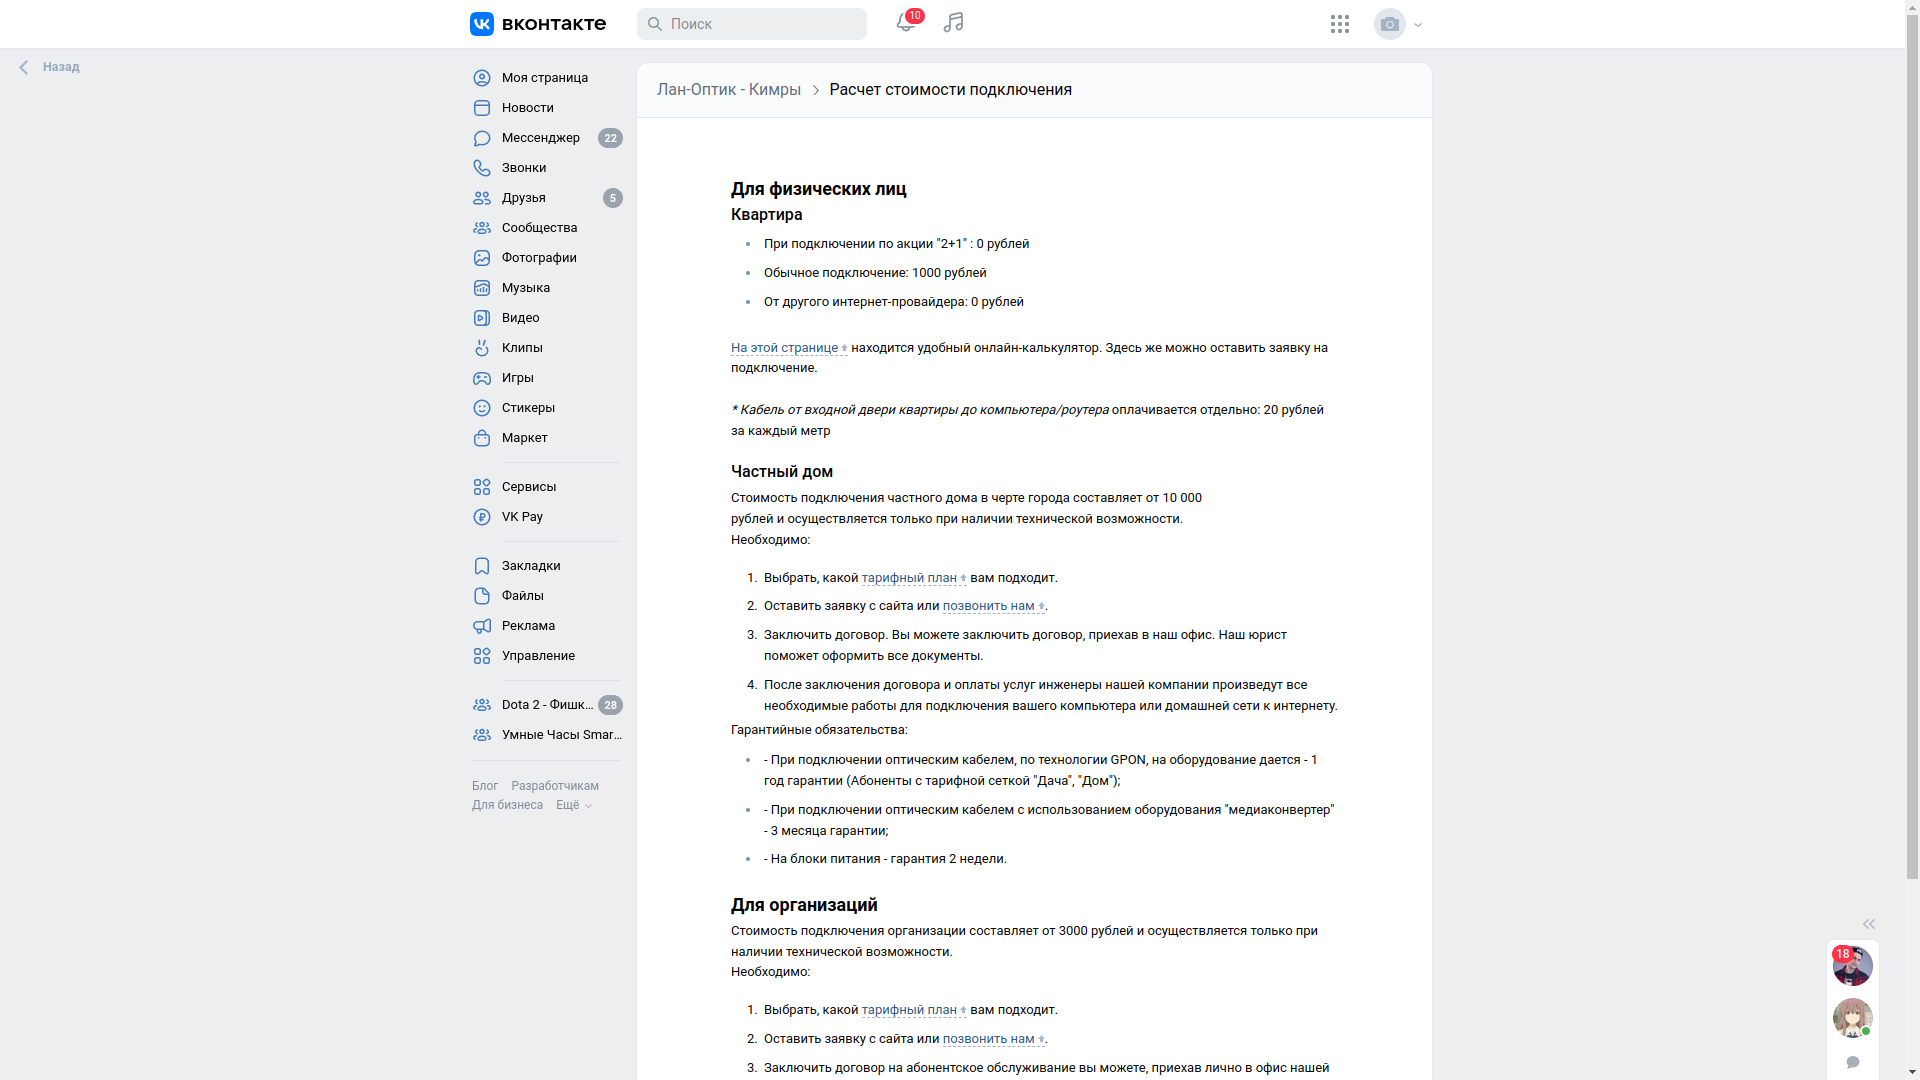 вконтакте
Поиск
10
Назад
Моя страница
Новости
Мессенджер 22
Звонки
Друзья 5
Сообщества
Фотографии
Музыка
Видео
Клипы
Игры
Стикеры
Маркет
Сервисы
VK Pay
Закладки
Файлы
Реклама
Управление
Dota 2 - Фишк... 28
Умные Часы Smar...
Блог Разработчикам
Для бизнеса Ещё
Лан-Оптик - Кимры Расчет стоимости подключения
Для физических лиц
Квартира
• При подключении по акции "2+1" : 0 рублей
• Обычное подключение: 1000 рублей
• От другого интернет-провайдера: 0 рублей
На этой странице находится удобный онлайн-калькулятор. Здесь же можно оставить заявку на
подключение.
* Кабель от входной двери квартиры до компьютера/роутера оплачивается отдельно: 20 рублей
за каждый метр
Частный дом
Стоимость подключения частного дома в черте города составляет от 10 000
рублей и осуществляется только при наличии технической возможности.
Необходимо:
1. Выбрать, какой тарифный план вам подходит.
2. Оставить заявку с сайта или позвонить нам .
3. Заключить договор. Вы можете заключить договор, приехав в наш офис. Наш юрист
поможет оформить все документы.
4. После заключения договора и оплаты услуг инженеры нашей компании произведут все
необходимые работы для подключения вашего компьютера или домашней сети к интернету.
Гарантийные обязательства:
• - При подключении оптическим кабелем, по технологии GPON, на оборудование дается - 1
год гарантии (Абоненты с тарифной сеткой "Дача", "Дом");
• - При подключении оптическим кабелем с использованием оборудования "медиаконвертер"
- 3 месяца гарантии;
• - На блоки питания - гарантия 2 недели.
Для организаций
Стоимость подключения организации составляет от 3000 рублей и осуществляется только при
наличии технической возможности.
Необходимо:
1. Выбрать, какой тарифный план вам подходит.
2. Оставить заявку с сайта или позвонить нам .
3. Заключить договор на абонентское обслуживание вы можете, приехав лично в офис нашей
18